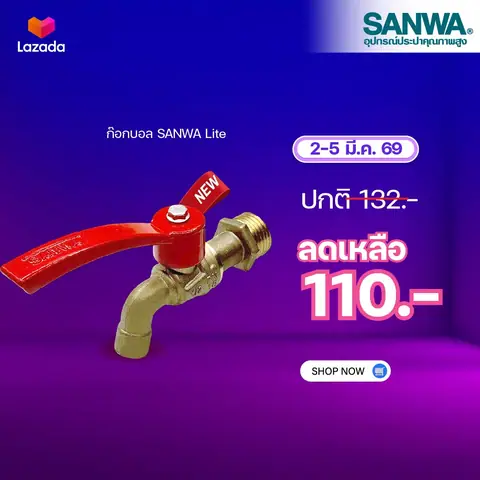 Lazada
SANWA®
อุปกรณ์ประปาคุณภาพสูง
ก๊อกบอล SANWA Lite
2-5 มี.ค. 69
NEW
ปกติ 132.-
ลดเหลือ
110.-
SHOP NOW